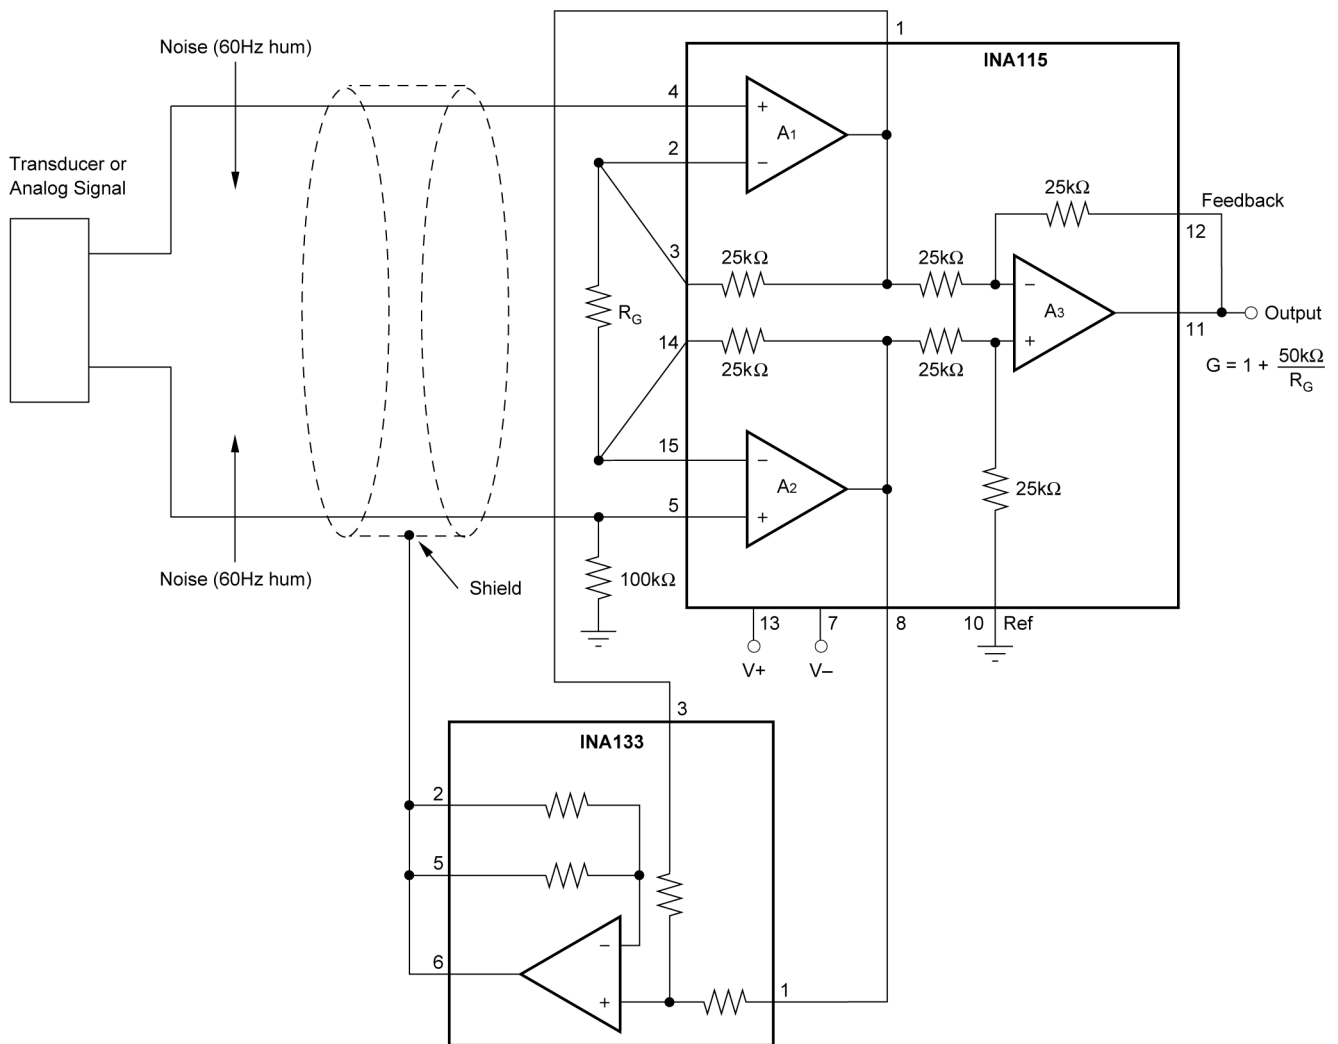 Noise (60Hz hum)
1
INA115
4
+
A1
2
−
Transducer or
Analog Signal
25kΩ
Feedback
12
3
25kΩ
25kΩ
−
RG
A3
Output
11
14
+
25kΩ
25kΩ
G = 1 + 50kΩ
RG
15
−
A2
25kΩ
5
+
Noise (60Hz hum)
Shield
100kΩ
13
7
8
10
Ref
V+
V−
3
INA133
2
5
−
6
+
1